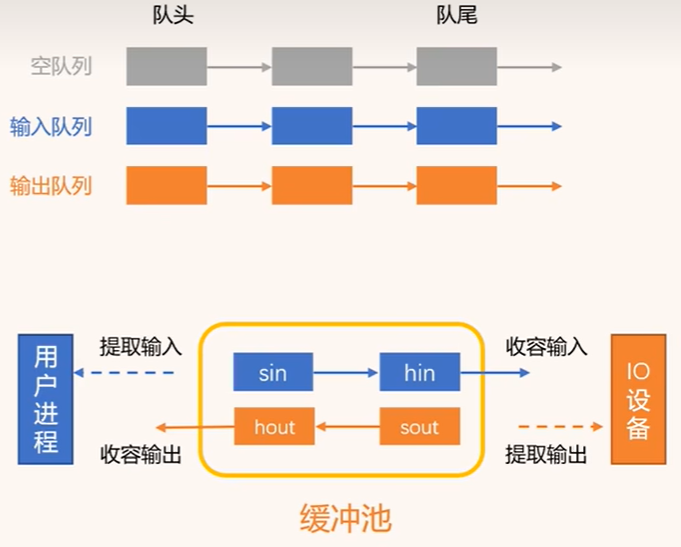 队头 队尾
空队列
输入队列
输出队列
用户进程
提取输入
sin
hin
收容输入
IO设备
收容输出
hout
sout
提取输出
缓冲池